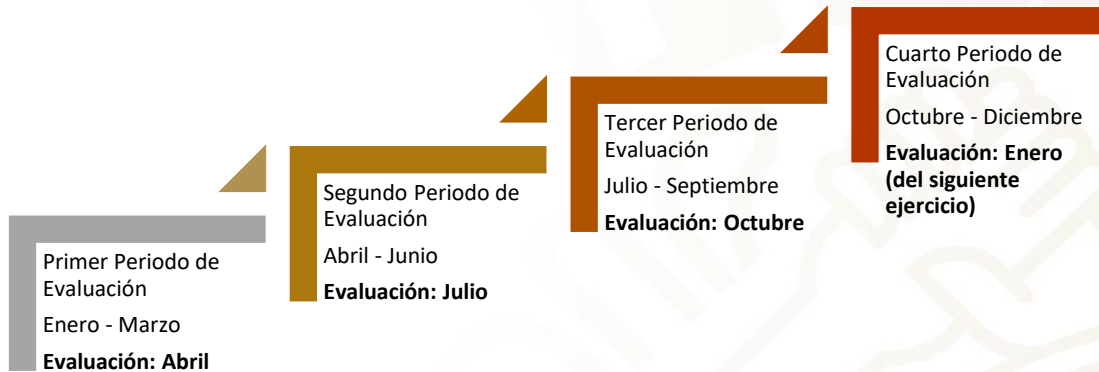 Primer Periodo de
Evaluación
Enero - Marzo
Evaluación: Abril
Segundo Periodo de
Evaluación
Abril - Junio
Evaluación: Julio
Tercer Periodo de
Evaluación
Julio - Septiembre
Evaluación: Octubre
Cuarto Periodo de
Evaluación
Octubre - Diciembre
Evaluación: Enero
(del siguiente
ejercicio)